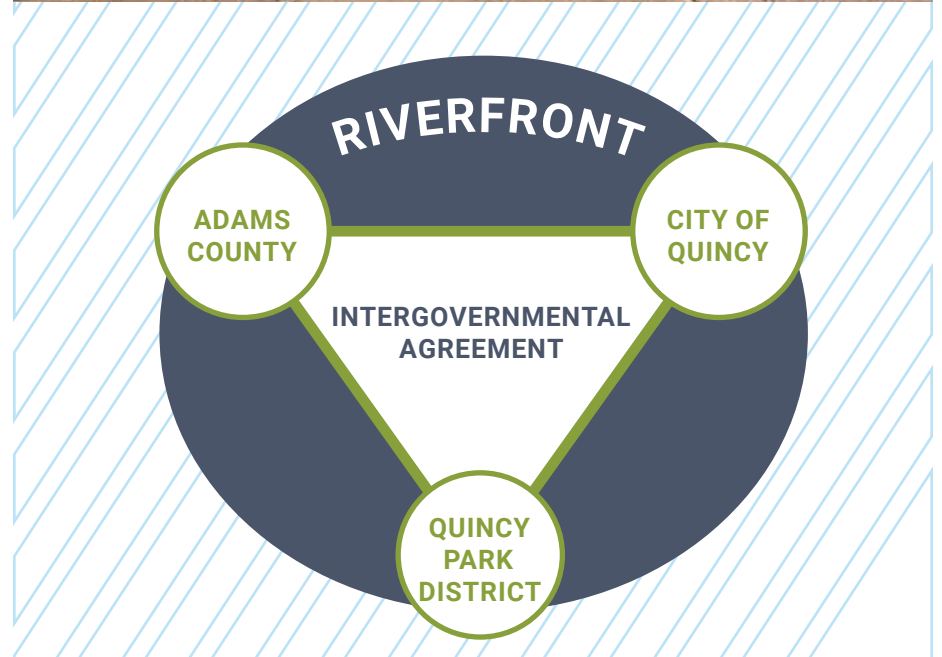 RIVERFRONT
ADAMS
COUNTY
CITY OF
QUINCY
INTERGOVERNMENTAL
AGREEMENT
QUINCY
PARK
DISTRICT